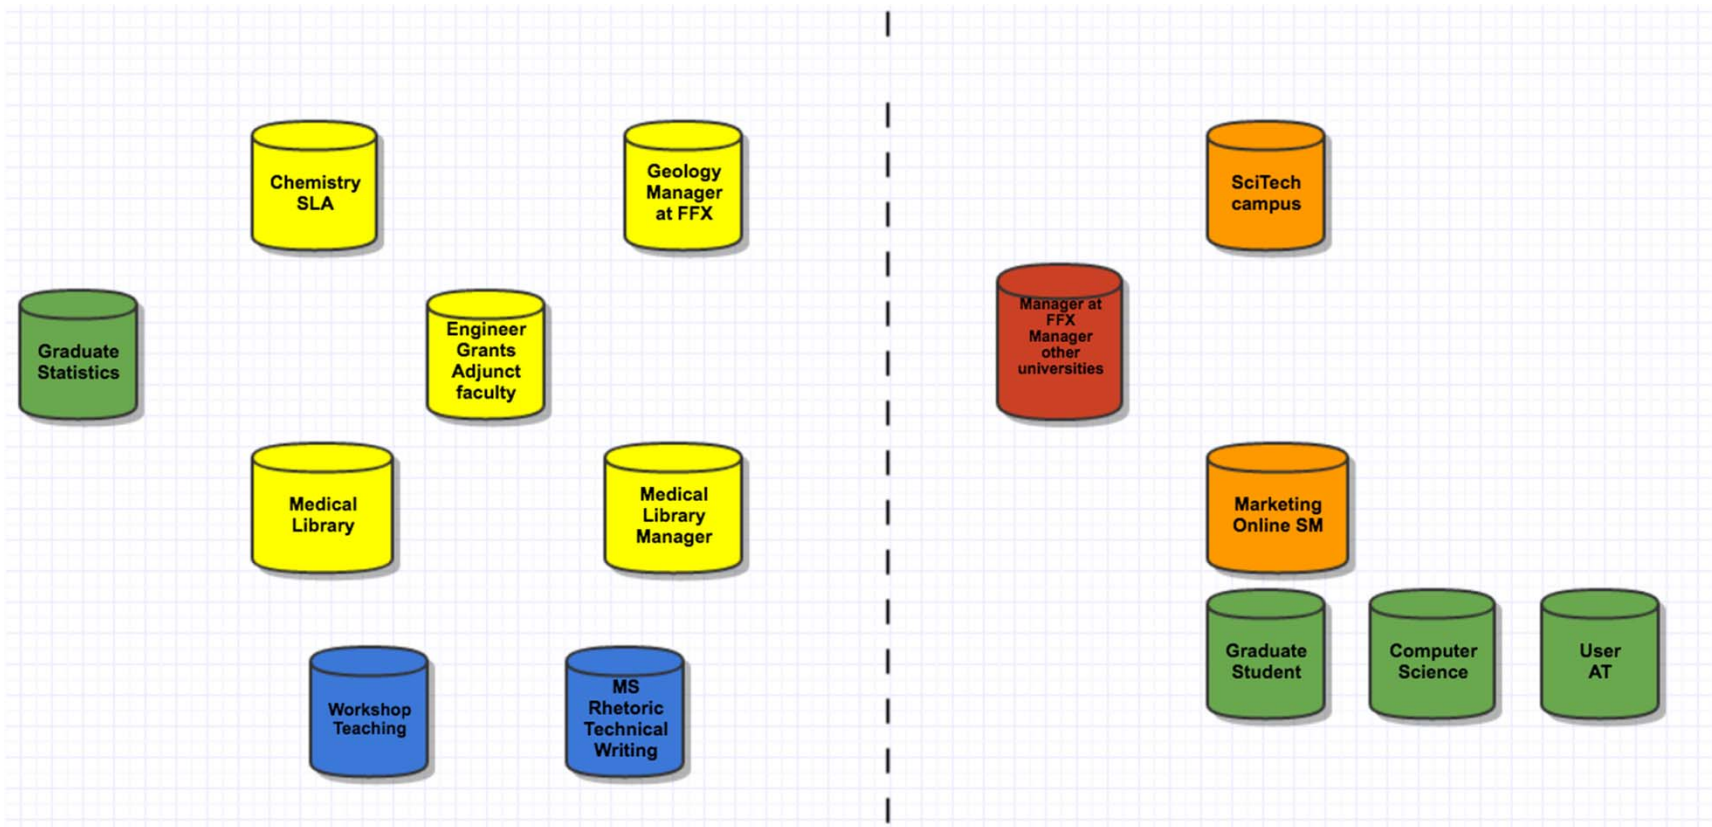 Chemistry
SLA
Geology
Manager
at FFX
SciTech
campus
Graduate
Statistics
Engineer
Grants
Adjunct
faculty
Manager at
FFX
Manager
other
universities
Medical
Library
Medical
Library
Manager
Marketing
Online SM
Workshop
Teaching
MS
Rhetoric
Technical
Writing
Graduate
Student
Computer
Science
User
AT